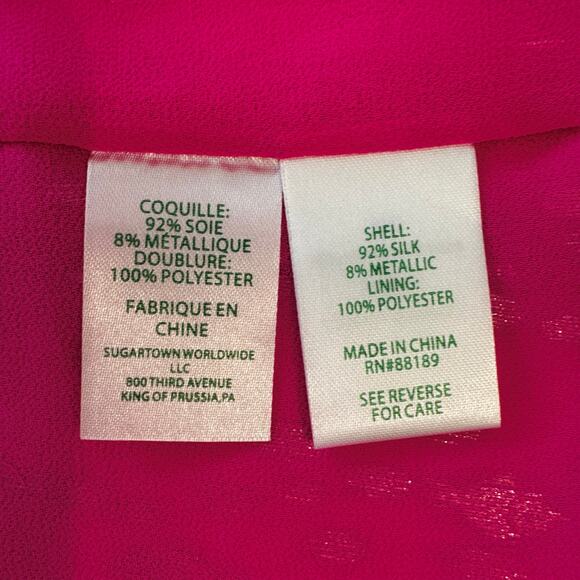 COQUILLE:
92% SOIE
8% MÉTALLIQUE
DOUBLURE:
100% POLYESTER
FABRIQUE EN
CHINE
SUGARTOWN WORLDWIDE
LLC
800 THIRD AVENUE
KING OF PRUSSIA, PA
SHELL:
92% SILK
8% METALLIC
LINING:
100% POLYESTER
MADE IN CHINA
RN#88189
SEE REVERSE
FOR CARE